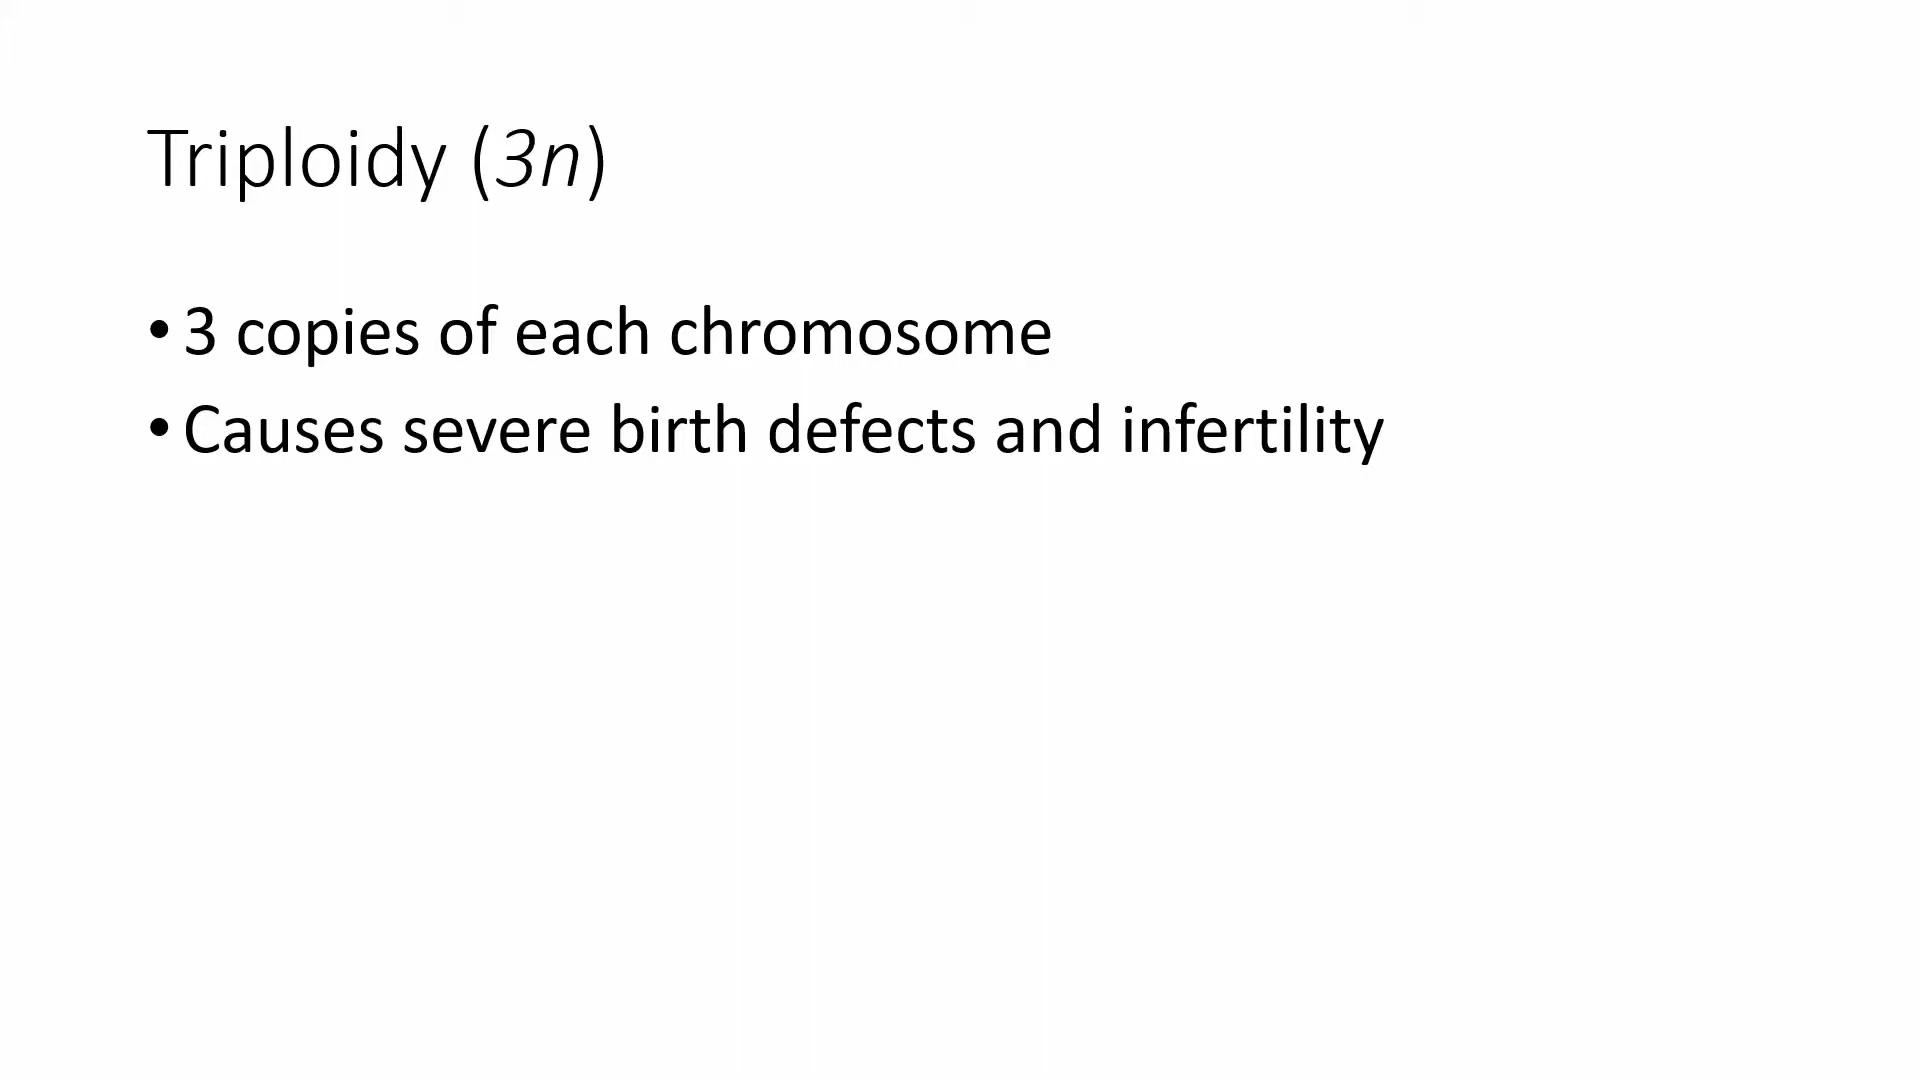 Triploidy (3n)
• 3 copies of each chromosome
• Causes severe birth defects and infertility